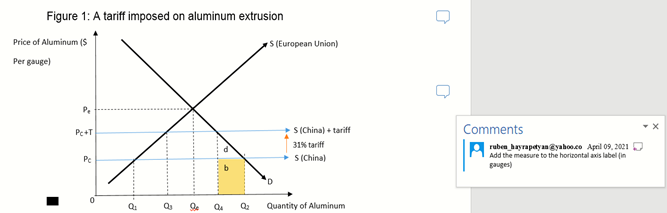 Figure 1: A tariff imposed on aluminum extrusion
Price of Aluminum ($
Per gauge)
S (European Union)
Pe
PC+T
S (China) + tariff
31% tariff
d
PC
S (China)
b
D
0
Q1
Q3
Qe
Q4
Q2
Quantity of Aluminum
Comments
ruben_hayrapetyan@yahoo.co April 09, 2021
Add the measure to the horizontal axis label (in
gauges)